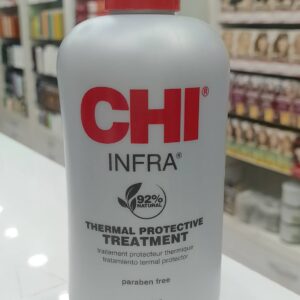 CHI®
INFRA®
92%
NATURAL
THERMAL PROTECTIVE
TREATMENT
traitement protecteur thermique
tratamiento termal protector
paraben free